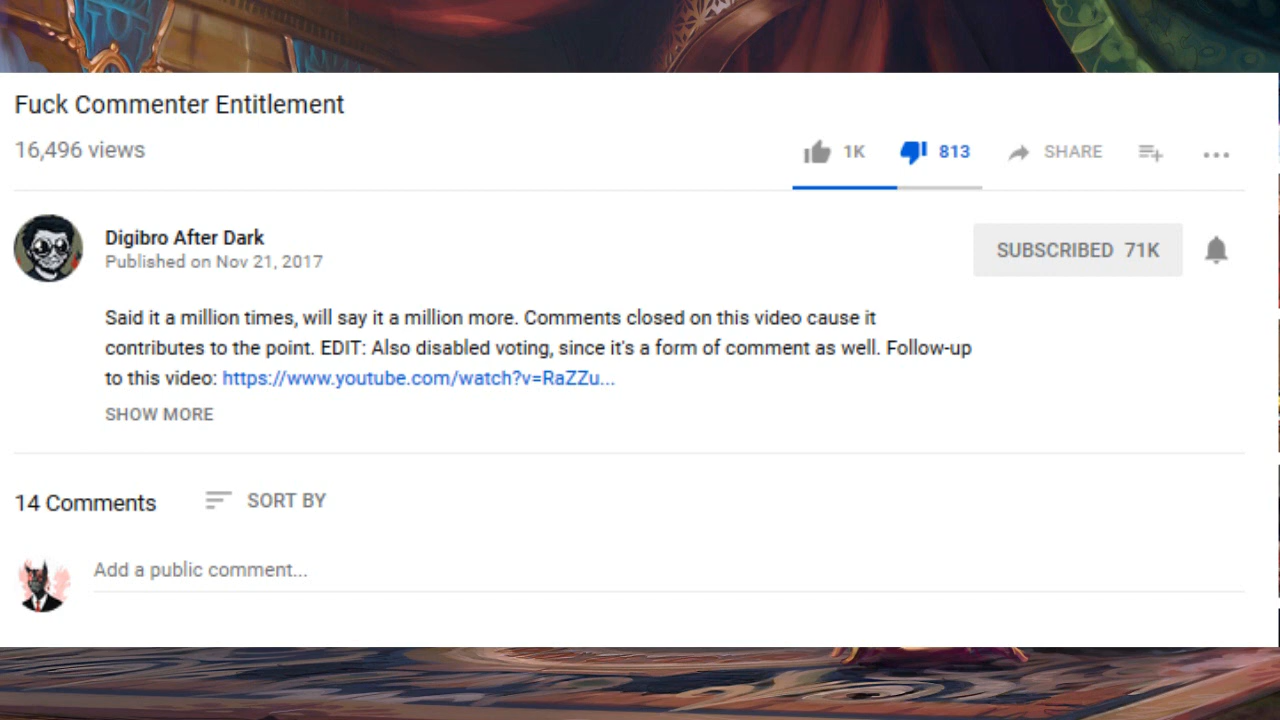 Fuck Commenter Entitlement
16,496 views
1K 813 SHARE
Digibro After Dark
Published on Nov 21, 2017
SUBSCRIBED 71K
Said it a million times, will say it a million more. Comments closed on this video cause it
contributes to the point. EDIT: Also disabled voting, since it's a form of comment as well. Follow-up
to this video: https://www.youtube.com/watch?v=RaZZu...
SHOW MORE
14 Comments SORT BY
Add a public comment...